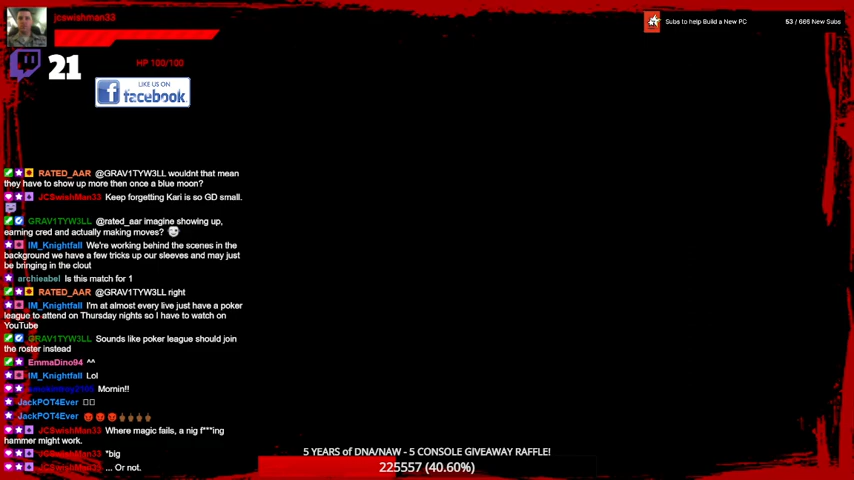 jcswishman33
Subs to help Build a New PC
53 / 666 New Subs
HP 100/100
21
LIKE US ON
facebook
RATED_AAR @GRAV1TYW3LL wouldnt that mean
they have to show up more then once a blue moon?
JCSwishMan33 Keep forgetting Kari is so GD small.
GRAV1TYW3LL @rated_aar imagine showing up,
earning cred and actually making moves?
IM_Knightfall We're working behind the scenes in the
background we have a few tricks up our sleeves and may just
be bringing in the clout
archieabel Is this match for 1
RATED_AAR @GRAV1TYW3LL right
IM_Knightfall I'm at almost every live just have a poker
league to attend on Thursday nights so I have to watch on
YouTube
GRAV1TYW3LL Sounds like poker league should join
the roster instead
EmmaDino94 ^^
IM_Knightfall Lol
Mornin!!
JackPOT4Ever
JackPOT4Ever
JCSwishMan33 Where magic fails, a nig f***ing
hammer might work.
JCSwishMan33 *big
JCSwishMan33 ... Or not.
5 YEARS of DNA/NAW - 5 CONSOLE GIVEAWAY RAFFLE!
225557 (40.60%)